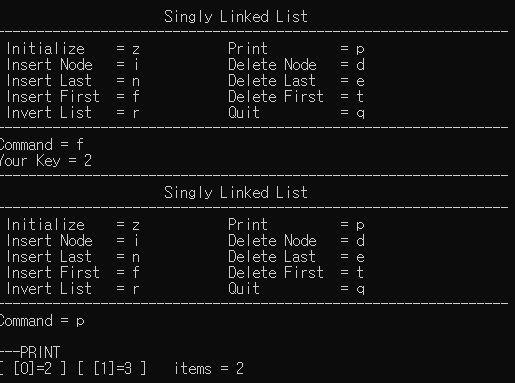 Singly Linked List
----------------------------------------------------------------
Initialize = z Print = p
Insert Node = i Delete Node = d
Insert Last = n Delete Last = e
Insert First = f Delete First = t
Invert List = r Quit = q
----------------------------------------------------------------
Command = f
Your Key = 2
----------------------------------------------------------------
Singly Linked List
----------------------------------------------------------------
Initialize = z Print = p
Insert Node = i Delete Node = d
Insert Last = n Delete Last = e
Insert First = f Delete First = t
Invert List = r Quit = q
----------------------------------------------------------------
Command = p
---PRINT
[ [0]=2 ] [ [1]=3 ] items = 2